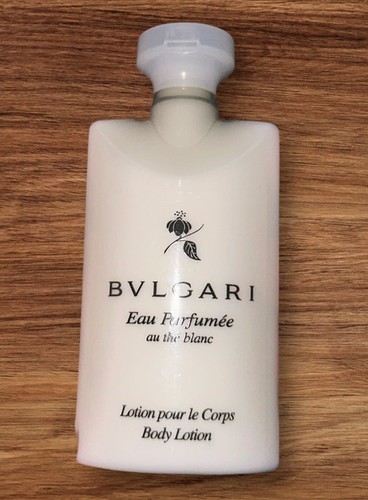 BVLGARI
Eau Parfumée
au thé blanc
Lotion pour le Corps
Body Lotion